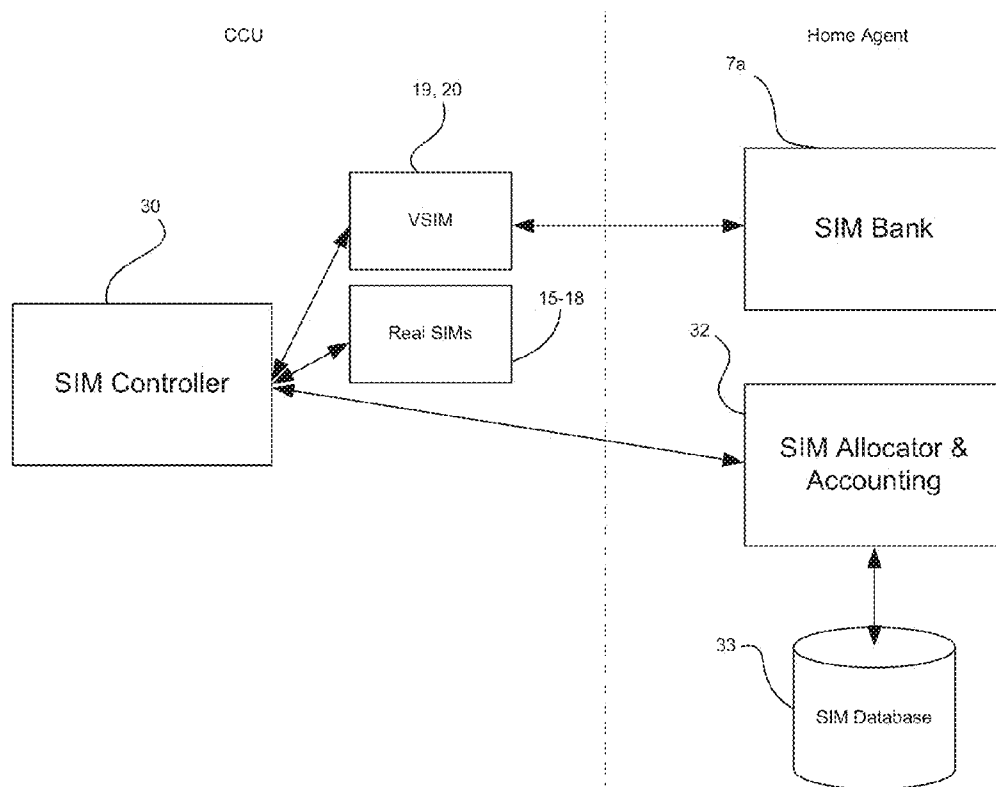 CCU
Home Agent
7a
19, 20
VSIM
SIM Bank
30
15-18
Real SIMs
SIM Controller
32
SIM Allocator &
Accounting
33
SIM Database